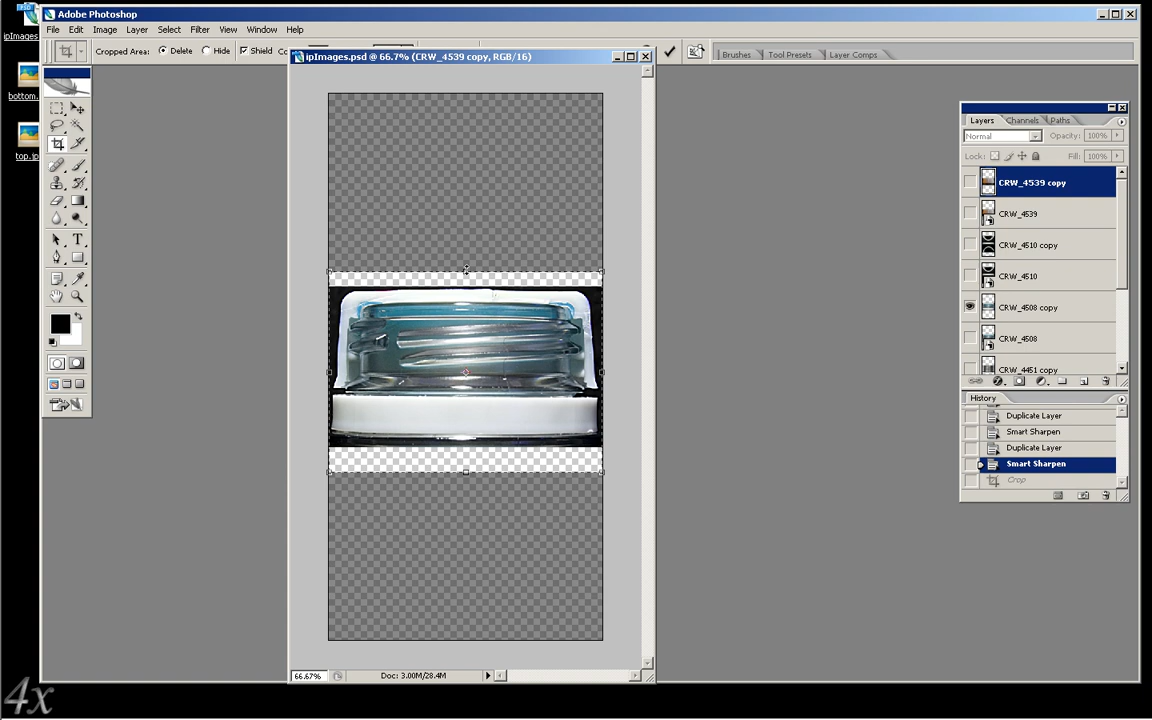 ipImages
bottom.
top.ip
Adobe Photoshop
File Edit Image Layer Select Filter View Window Help
Cropped Area: Delete Hide Shield
Brushes Tool Presets Layer Comps
ipImages.psd @ 66.7% (CRW_4539 copy, RGB/16)
Layers Channels Paths
Normal Opacity: 100%
Lock: Fill: 100%
CRW_4539 copy
CRW_4539
CRW_4510 copy
CRW_4510
CRW_4508 copy
CRW_4508
CRW_4451 copy
History
Duplicate Layer
Smart Sharpen
Duplicate Layer
Smart Sharpen
Crop
66.67% Doc: 3.00M/28.4M
4x